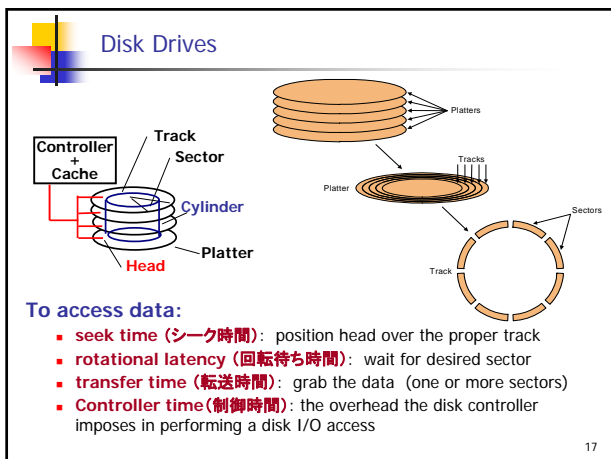 Disk Drives
Platters
Controller
+
Cache
Track
Sector
Cylinder
Platter
Head
Tracks
Platter
Sectors
Track
To access data:
seek time (シーク時間): position head over the proper track
rotational latency (回転待ち時間): wait for desired sector
transfer time (転送時間): grab the data (one or more sectors)
Controller time(制御時間): the overhead the disk controller
imposes in performing a disk I/O access
17